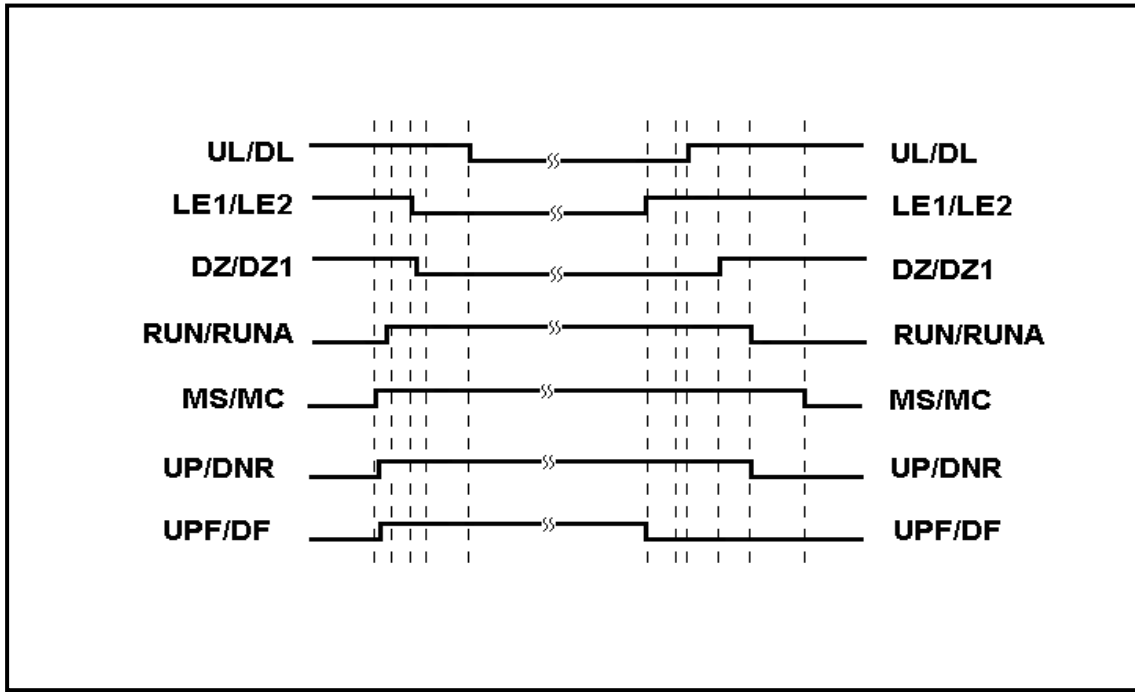 UL/DL UL/DL
LE1/LE2 LE1/LE2
DZ/DZ1 DZ/DZ1
RUN/RUNA RUN/RUNA
MS/MC MS/MC
UP/DNR UP/DNR
UPF/DF UPF/DF